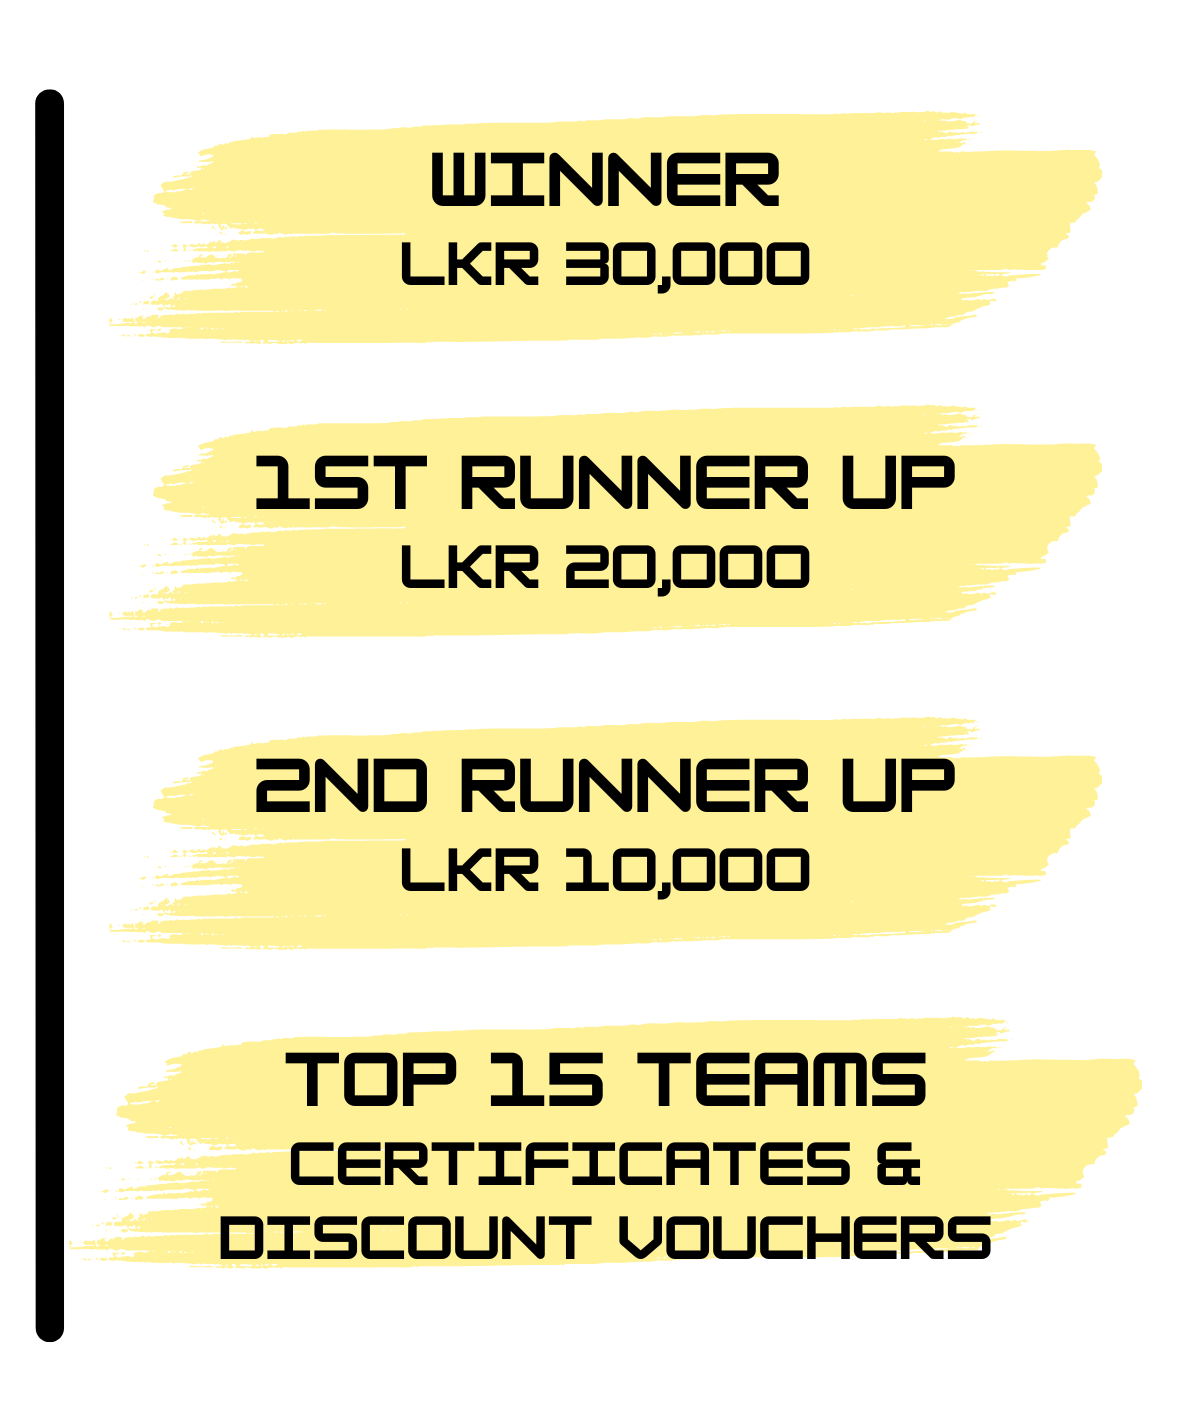 WINNER
LKR 30,000
1ST RUNNER UP
LKR 20,000
2ND RUNNER UP
LKR 10,000
TOP 15 TEAMS
CERTIFICATES &
DISCOUNT VOUCHERS